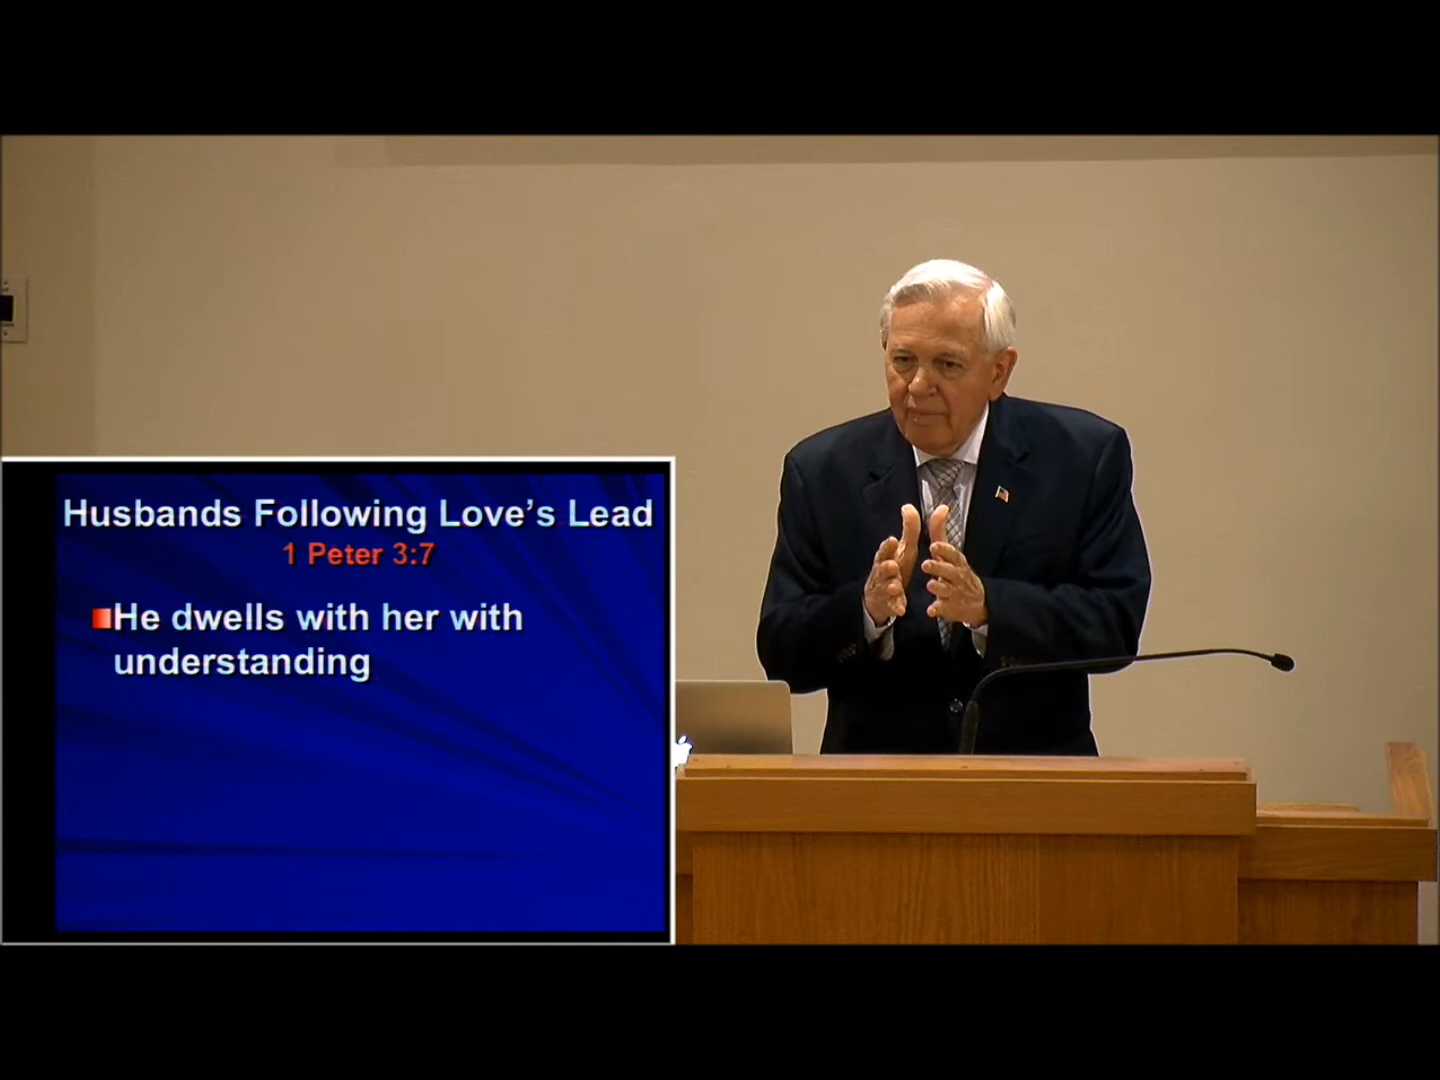 Husbands Following Love's Lead
1 Peter 3:7
He dwells with her with
understanding